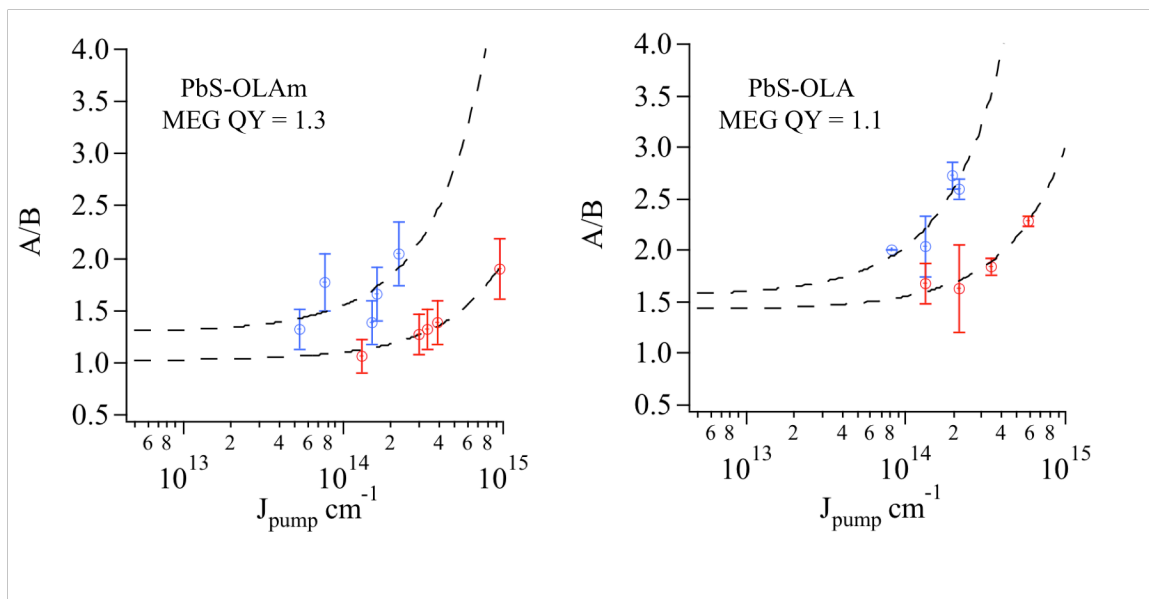 PbS-OLAm
MEG QY = 1.3
A/B
4.0
3.5
3.0
2.5
2.0
1.5
1.0
0.5
6 8 2 4 6 8 2 4 6 8
10^13 10^14 10^15
J_pump cm^-1
PbS-OLA
MEG QY = 1.1
A/B
4.0
3.5
3.0
2.5
2.0
1.5
1.0
0.5
6 8 2 4 6 8 2 4 6 8
10^13 10^14 10^15
J_pump cm^-1